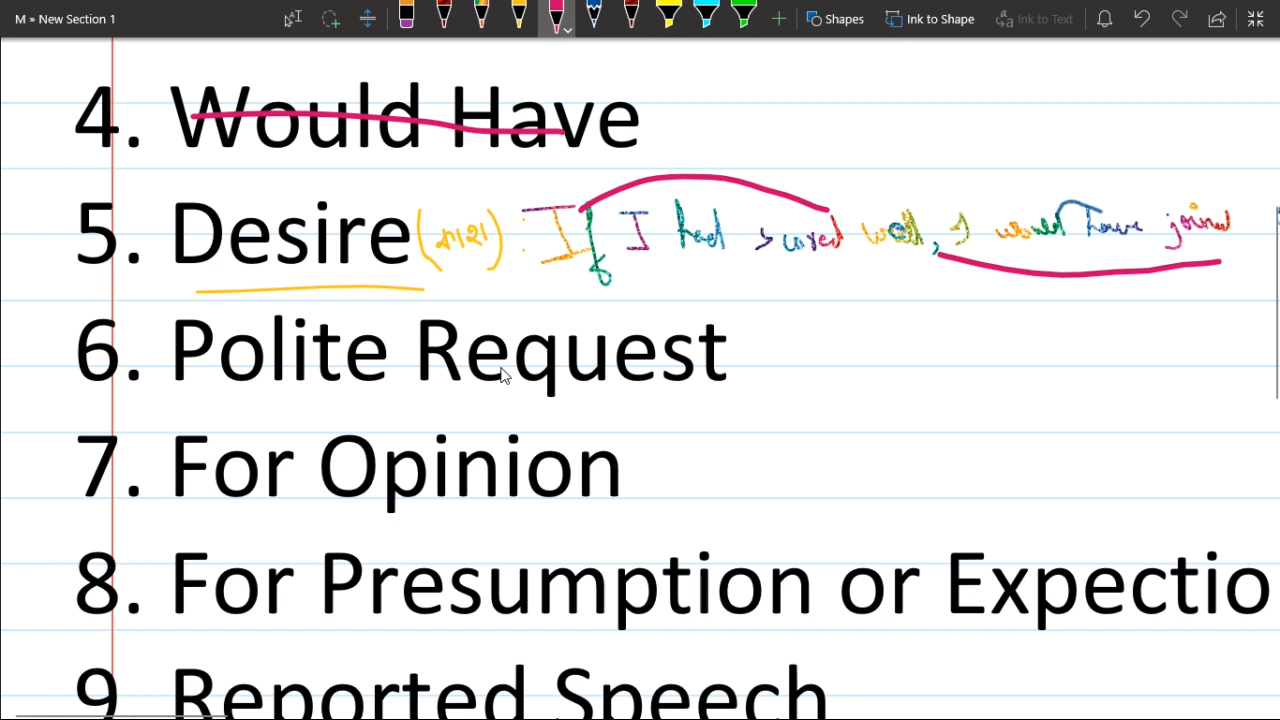 M » New Section 1
Shapes
Ink to Shape
Ink to Text
4. Would Have
5. Desire : If I had scored well, I would have joined
6. Polite Request
7. For Opinion
8. For Presumption or Expectio
9. Reported Speech